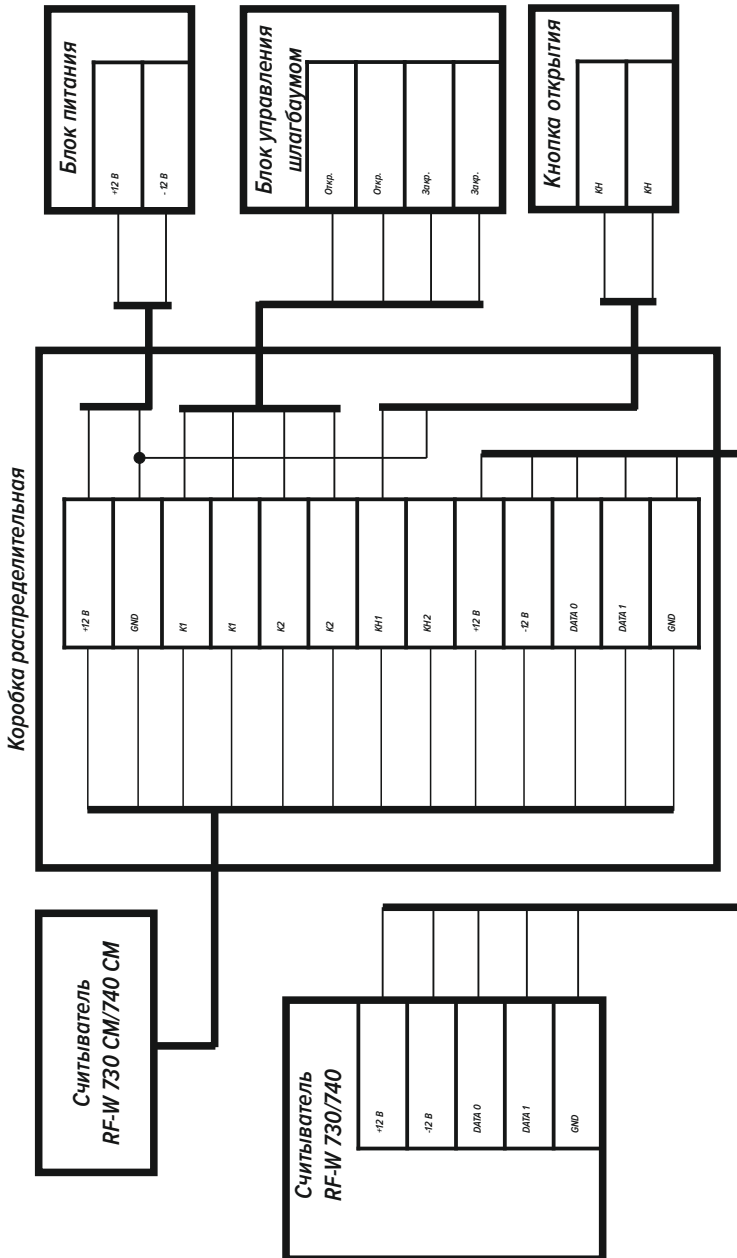 Блок питания
+12 В
- 12 В
Блок управления
шлагбаумом
Откр.
Откр.
Закр.
Закр.
Кнопка открытия
КН
КН
Коробка распределительная
+12 В
GND
К1
К1
К2
К2
КН1
КН2
+12 В
-12 В
DATA 0
DATA 1
GND
Считыватель
RF-W 730 СМ/740 СМ
Считыватель
RF-W 730/740
+12 В
-12 В
DATA 0
DATA 1
GND